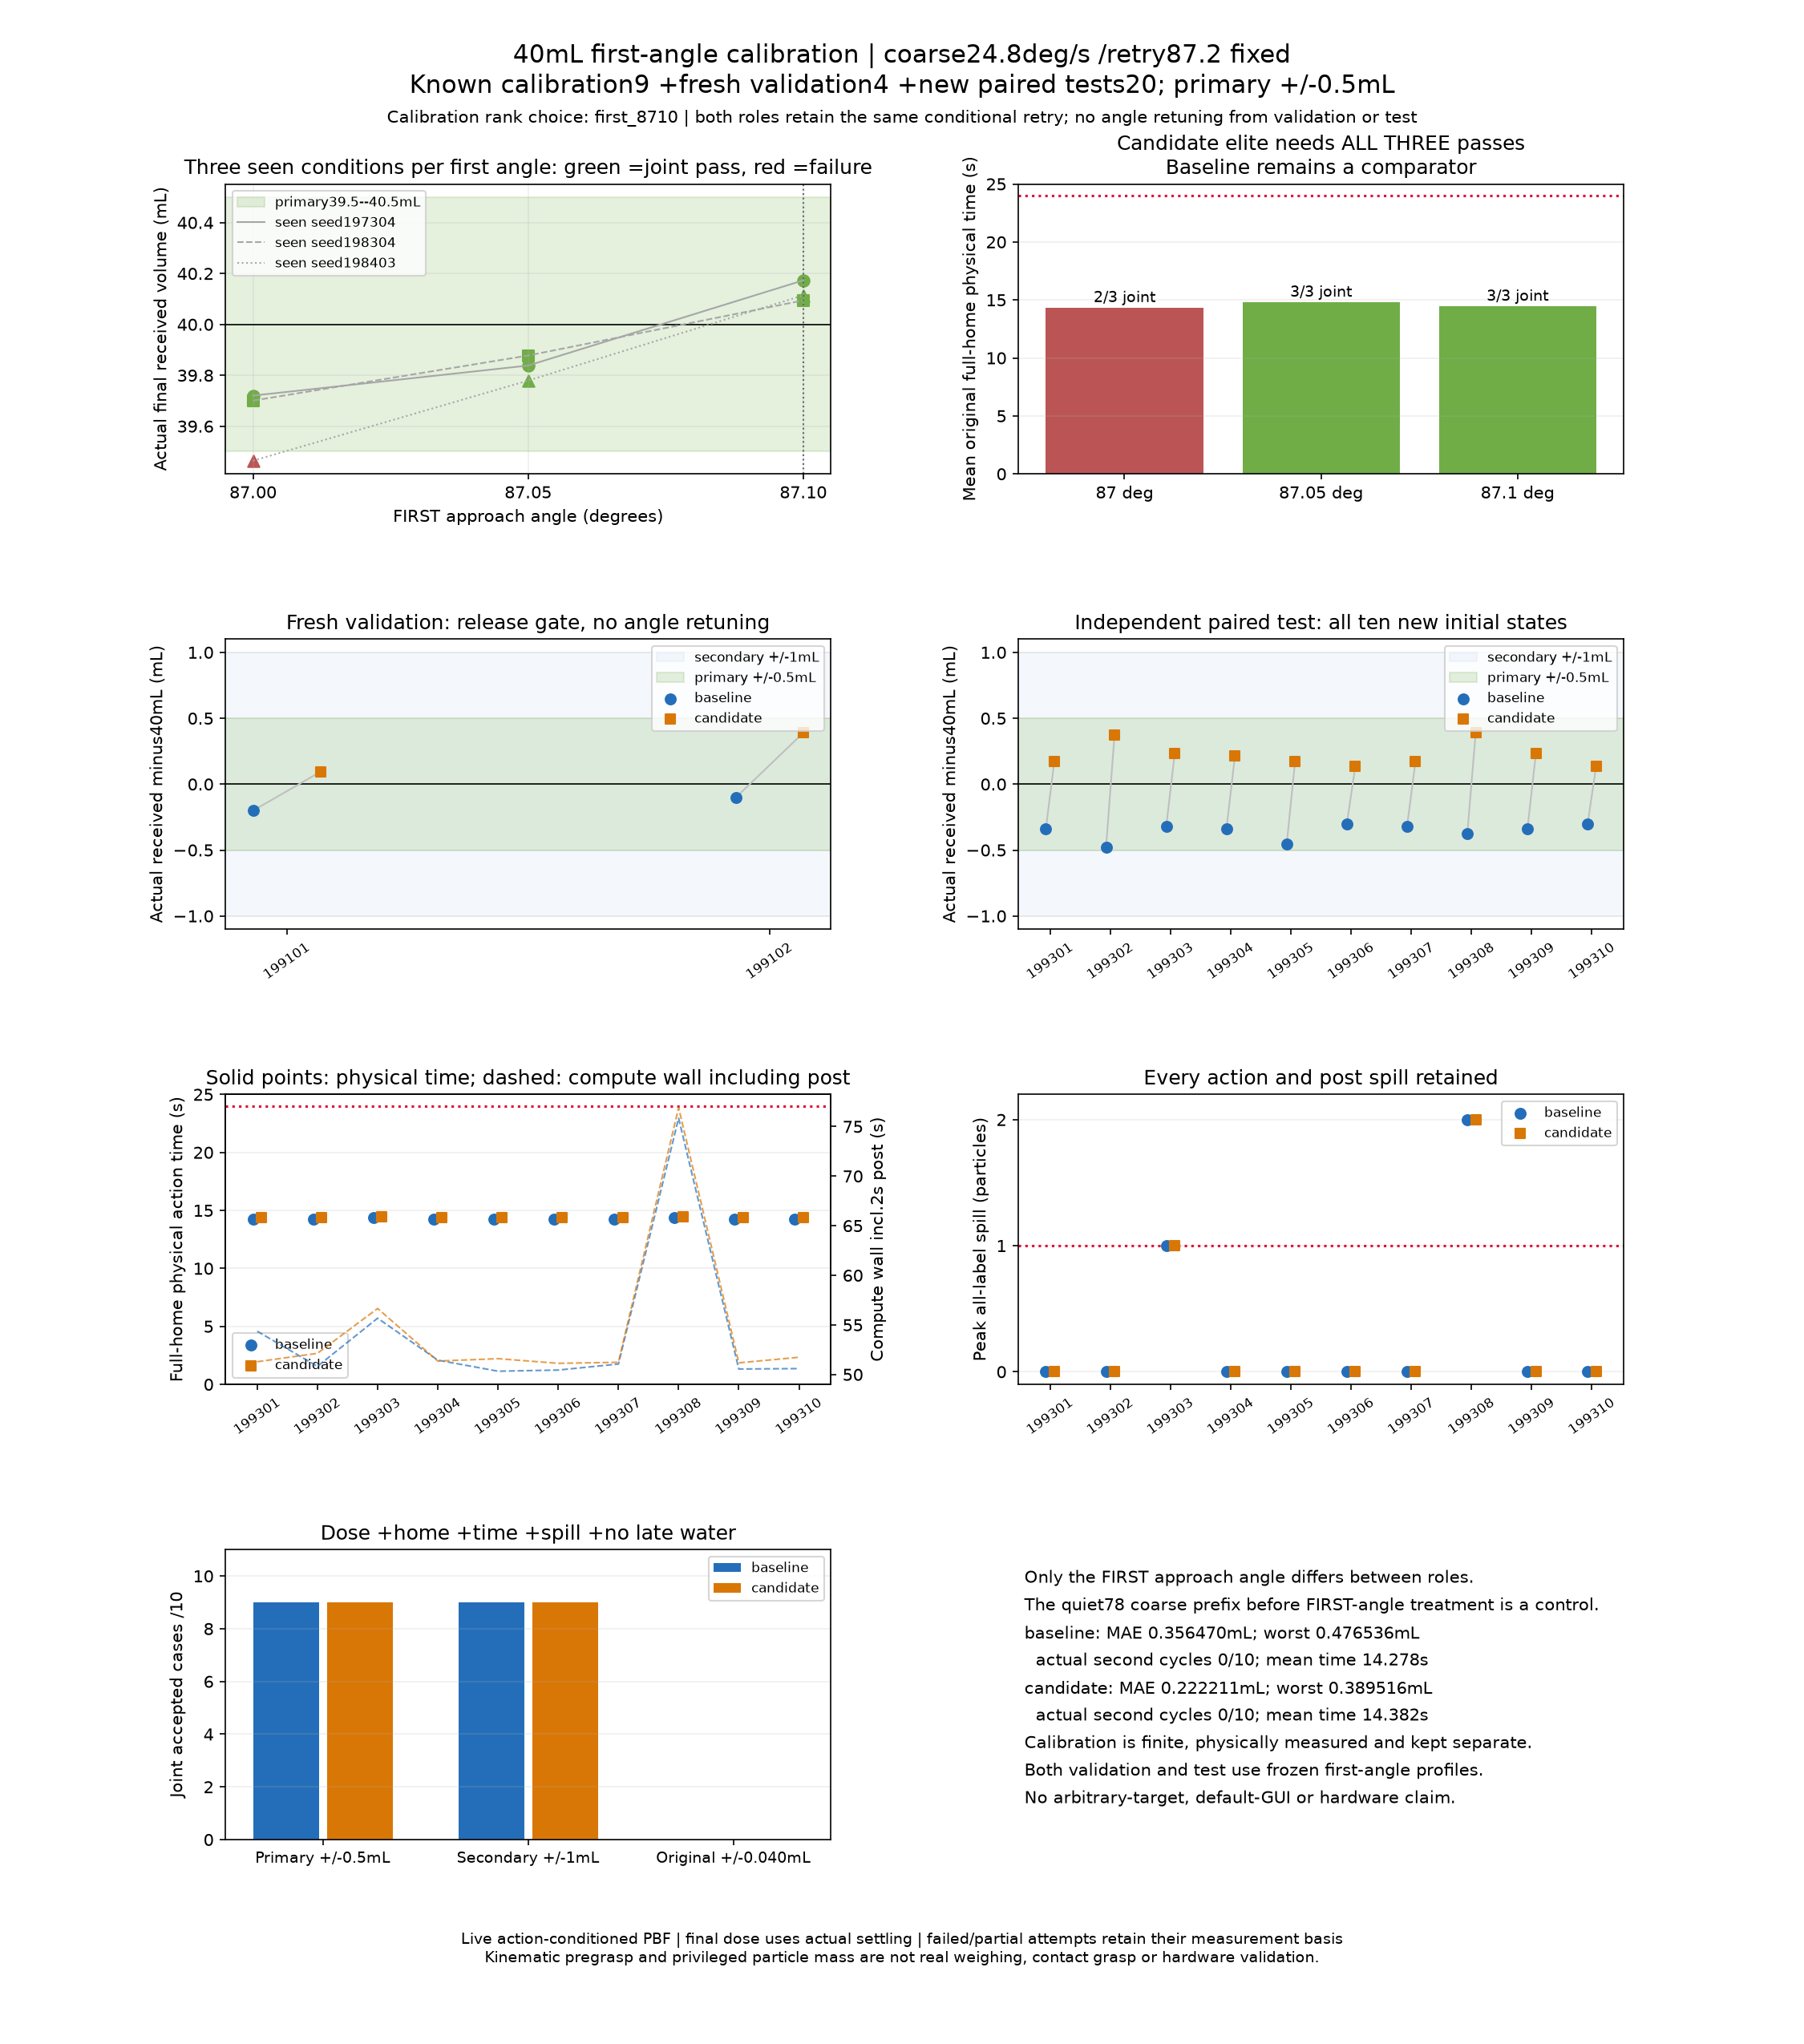 40mL first-angle calibration | coarse24.8deg/s /retry87.2 fixed
Known calibration9 +fresh validation4 +new paired tests20; primary +/-0.5mL
Calibration rank choice: first_8710 | both roles retain the same conditional retry; no angle retuning from validation or test
Three seen conditions per first angle: green =joint pass, red =failure
Actual final received volume (mL)
40.4
40.2
40.0
39.8
39.6
primary39.5--40.5mL
seen seed197304
seen seed198304
seen seed198403
87.00
87.05
87.10
FIRST approach angle (degrees)
Candidate elite needs ALL THREE passes
Baseline remains a comparator
Mean original full-home physical time (s)
25
20
15
10
5
0
2/3 joint
3/3 joint
3/3 joint
87 deg
87.05 deg
87.1 deg
Fresh validation: release gate, no angle retuning
Actual received minus40mL (mL)
1.0
0.5
0.0
−0.5
−1.0
secondary +/-1mL
primary +/-0.5mL
baseline
candidate
199101
199102
Independent paired test: all ten new initial states
Actual received minus40mL (mL)
1.0
0.5
0.0
−0.5
−1.0
secondary +/-1mL
primary +/-0.5mL
baseline
candidate
199301
199302
199303
199304
199305
199306
199307
199308
199309
199310
Solid points: physical time; dashed: compute wall including post
Full-home physical action time (s)
25
20
15
10
5
0
baseline
candidate
75
70
65
60
55
50
Compute wall incl.2s post (s)
199301
199302
199303
199304
199305
199306
199307
199308
199309
199310
Every action and post spill retained
Peak all-label spill (particles)
2
1
0
baseline
candidate
199301
199302
199303
199304
199305
199306
199307
199308
199309
199310
Dose +home +time +spill +no late water
Joint accepted cases /10
10
8
6
4
2
0
baseline
candidate
Primary +/-0.5mL
Secondary +/-1mL
Original +/-0.040mL
Only the FIRST approach angle differs between roles.
The quiet78 coarse prefix before FIRST-angle treatment is a control.
baseline: MAE 0.356470mL; worst 0.476536mL
actual second cycles 0/10; mean time 14.278s
candidate: MAE 0.222211mL; worst 0.389516mL
actual second cycles 0/10; mean time 14.382s
Calibration is finite, physically measured and kept separate.
Both validation and test use frozen first-angle profiles.
No arbitrary-target, default-GUI or hardware claim.
Live action-conditioned PBF | final dose uses actual settling | failed/partial attempts retain their measurement basis
Kinematic pregrasp and privileged particle mass are not real weighing, contact grasp or hardware validation.